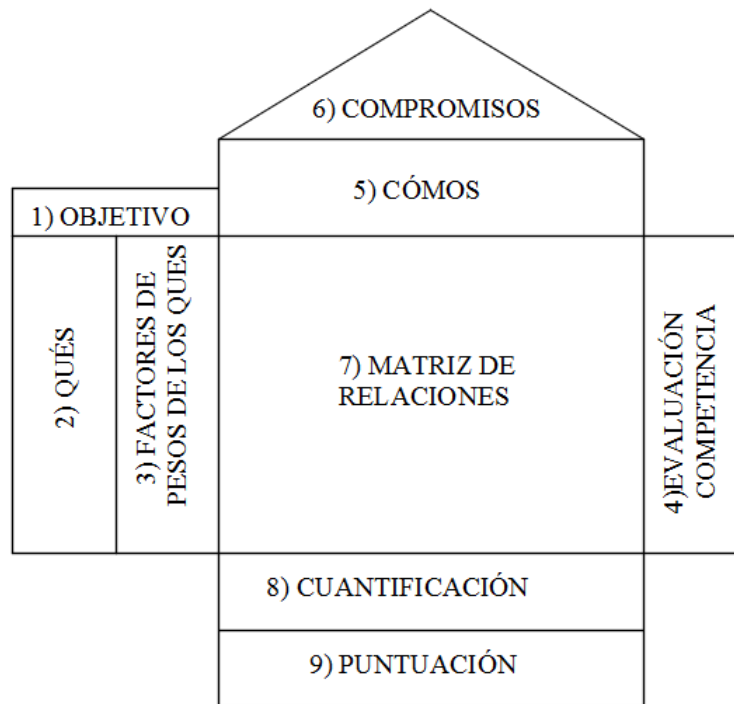 6) COMPROMISOS
5) CÓMOS
1) OBJETIVO
2) QUÉS
3) FACTORES DE
PESOS DE LOS QUES
7) MATRIZ DE
RELACIONES
4)EVALUACIÓN
COMPETENCIA
8) CUANTIFICACIÓN
9) PUNTUACIÓN